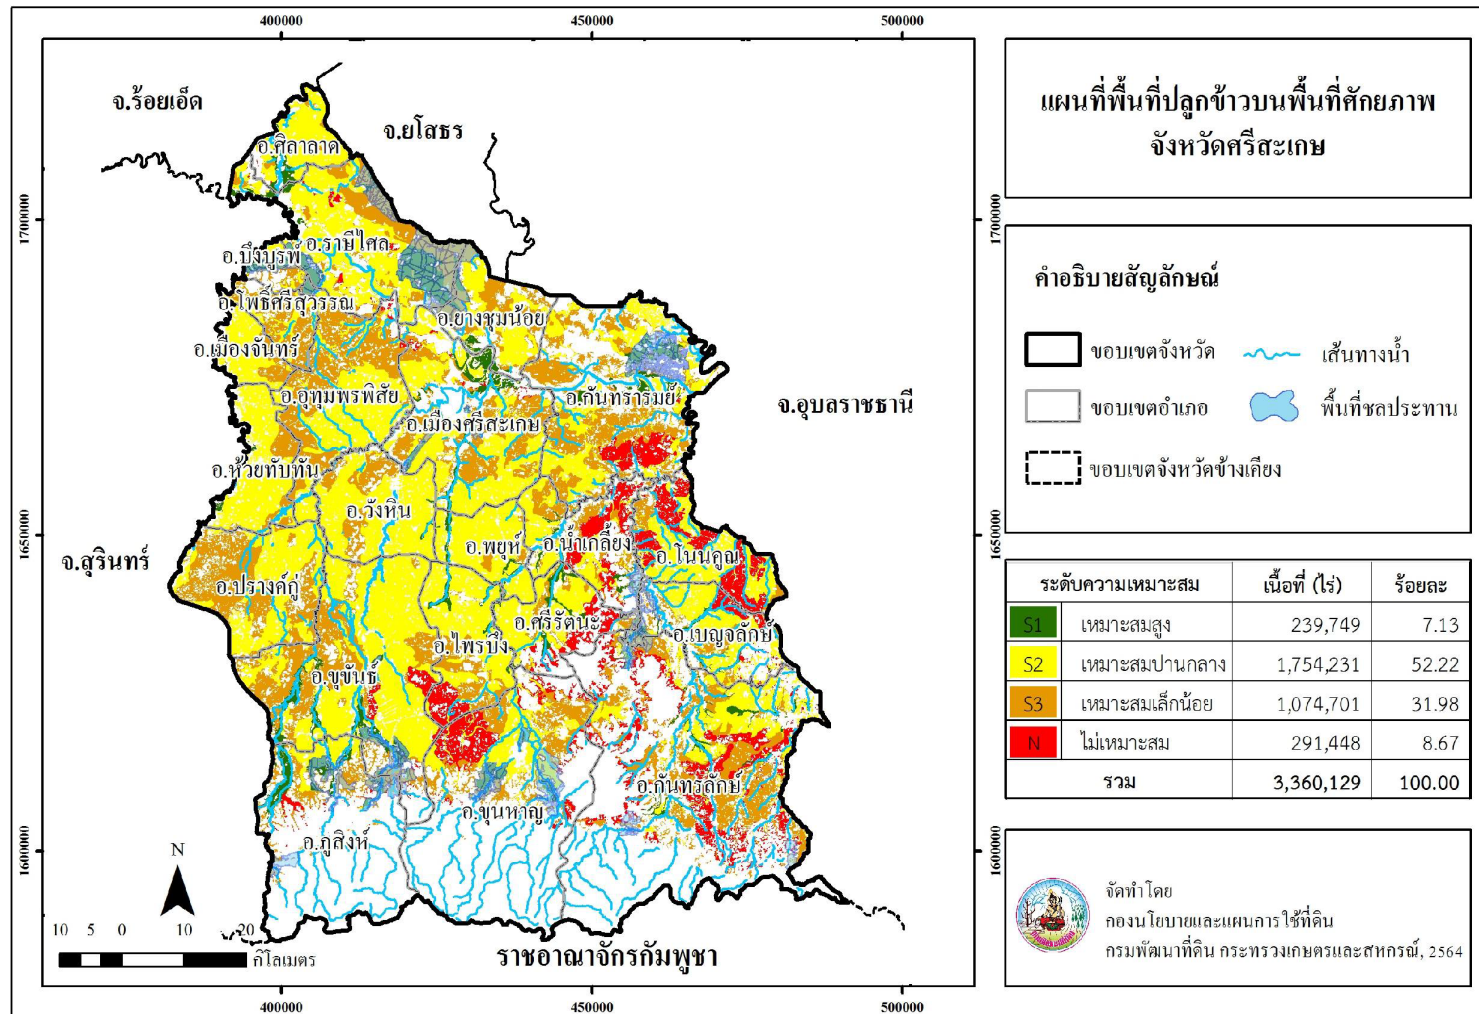 400000
450000
500000
จ.ร้อยเอ็ด
จ.ยโสธร
อ.ศิลาลาด
1700000
1700000
อ.ราษีไศล
อ.บึงบูรพ์
อ.โพธิ์ศรีสุวรรณ
อ.ยางชุมน้อย
อ.เมืองจันทร์
อ.อุทุมพรพิสัย
อ.กันทรารมย์
จ.อุบลราชธานี
อ.เมืองศรีสะเกษ
อ.ห้วยทับทัน
อ.วังหิน
1650000
1650000
อ.พยุห์
อ.น้ำเกลี้ยง
อ.โนนคูณ
จ.สุรินทร์
อ.ปรางค์กู่
อ.ศรีรัตนะ
อ.เบญจลักษ์
อ.ไพรบึง
อ.ขุขันธ์
อ.กันทรลักษ์
อ.ขุนหาญ
อ.ภูสิงห์
1600000
1600000
N
10 5 0 10 20
กิโลเมตร
ราชอาณาจักรกัมพูชา
400000
450000
500000
แผนที่พื้นที่ปลูกข้าวบนพื้นที่ศักยภาพ
จังหวัดศรีสะเกษ
คำอธิบายสัญลักษณ์
ขอบเขตจังหวัด เส้นทางน้ำ
ขอบเขตอำเภอ พื้นที่ชลประทาน
ขอบเขตจังหวัดข้างเคียง
ระดับความเหมาะสม เนื้อที่ (ไร่) ร้อยละ
S1 เหมาะสมสูง 239,749 7.13
S2 เหมาะสมปานกลาง 1,754,231 52.22
S3 เหมาะสมเล็กน้อย 1,074,701 31.98
N ไม่เหมาะสม 291,448 8.67
รวม 3,360,129 100.00
จัดทำโดย
กองนโยบายและแผนการใช้ที่ดิน
กรมพัฒนาที่ดิน กระทรวงเกษตรและสหกรณ์, 2564